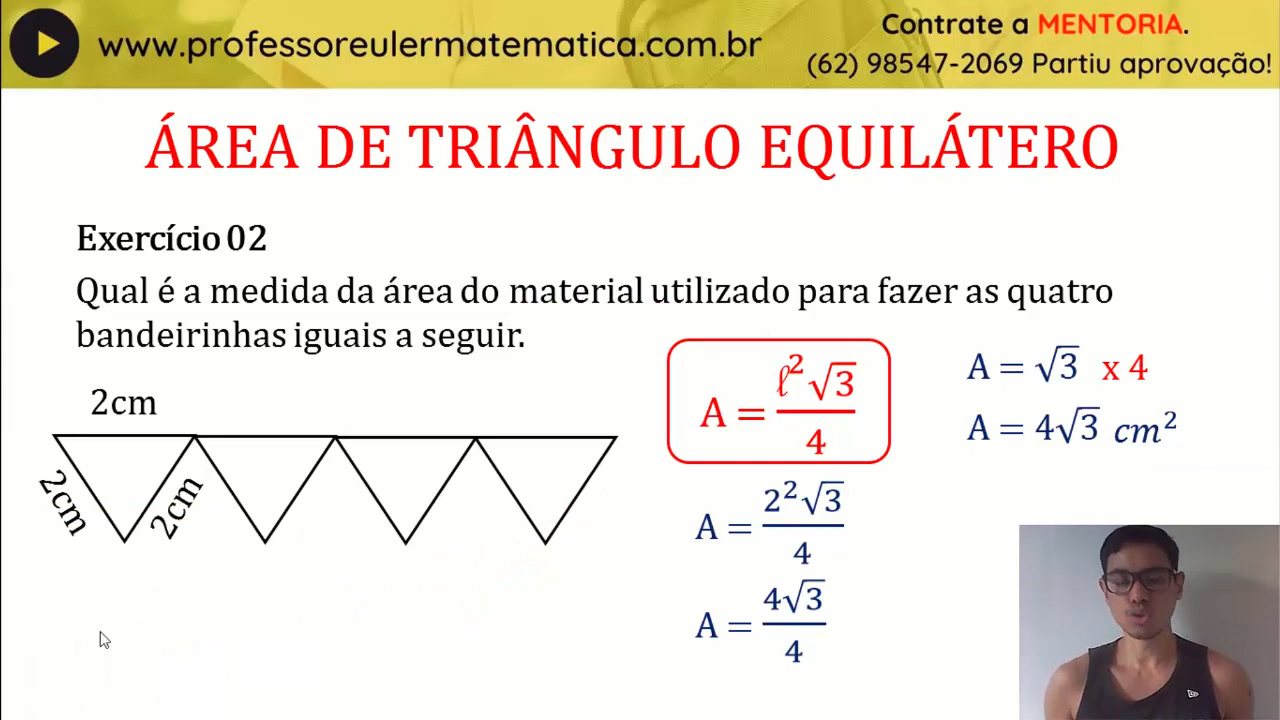 www.professoreulermatematica.com.br
Contrate a MENTORIA.
(62) 98547-2069 Partiu aprovação!
ÁREA DE TRIÂNGULO EQUILÁTERO
Exercício 02
Qual é a medida da área do material utilizado para fazer as quatro
bandeirinhas iguais a seguir.
2cm
2cm
2cm
A = ℓ²√3/4
A = 2²√3/4
A = 4√3/4
A = √3 x 4
A = 4√3 cm²